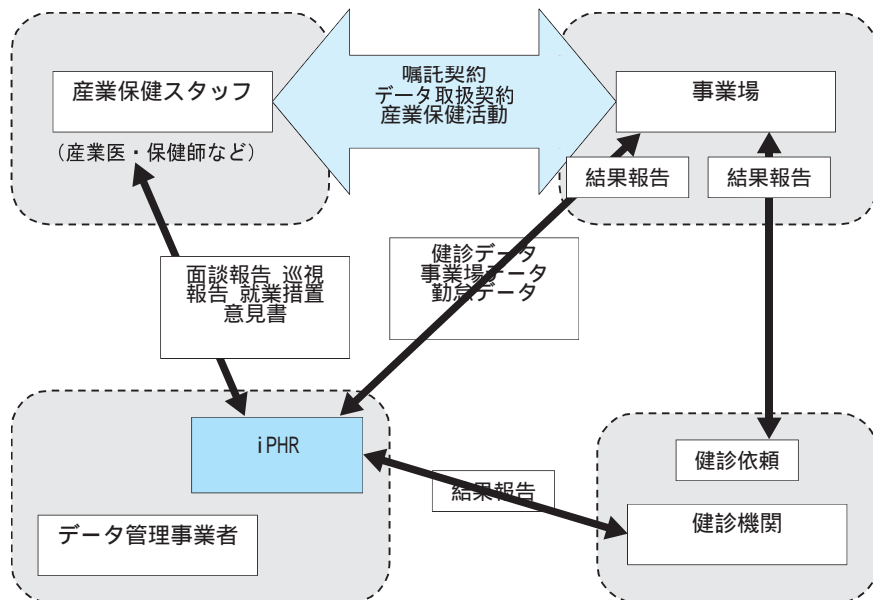 嘱託契約
データ取扱契約
産業保健活動
産業保健スタッフ
(産業医・保健師など)
事業場
結果報告
結果報告
面談報告 巡視
報告 就業措置
意見書
健診データ
事業場データ
勤怠データ
iPHR
データ管理事業者
結果報告
健診依頼
健診機関